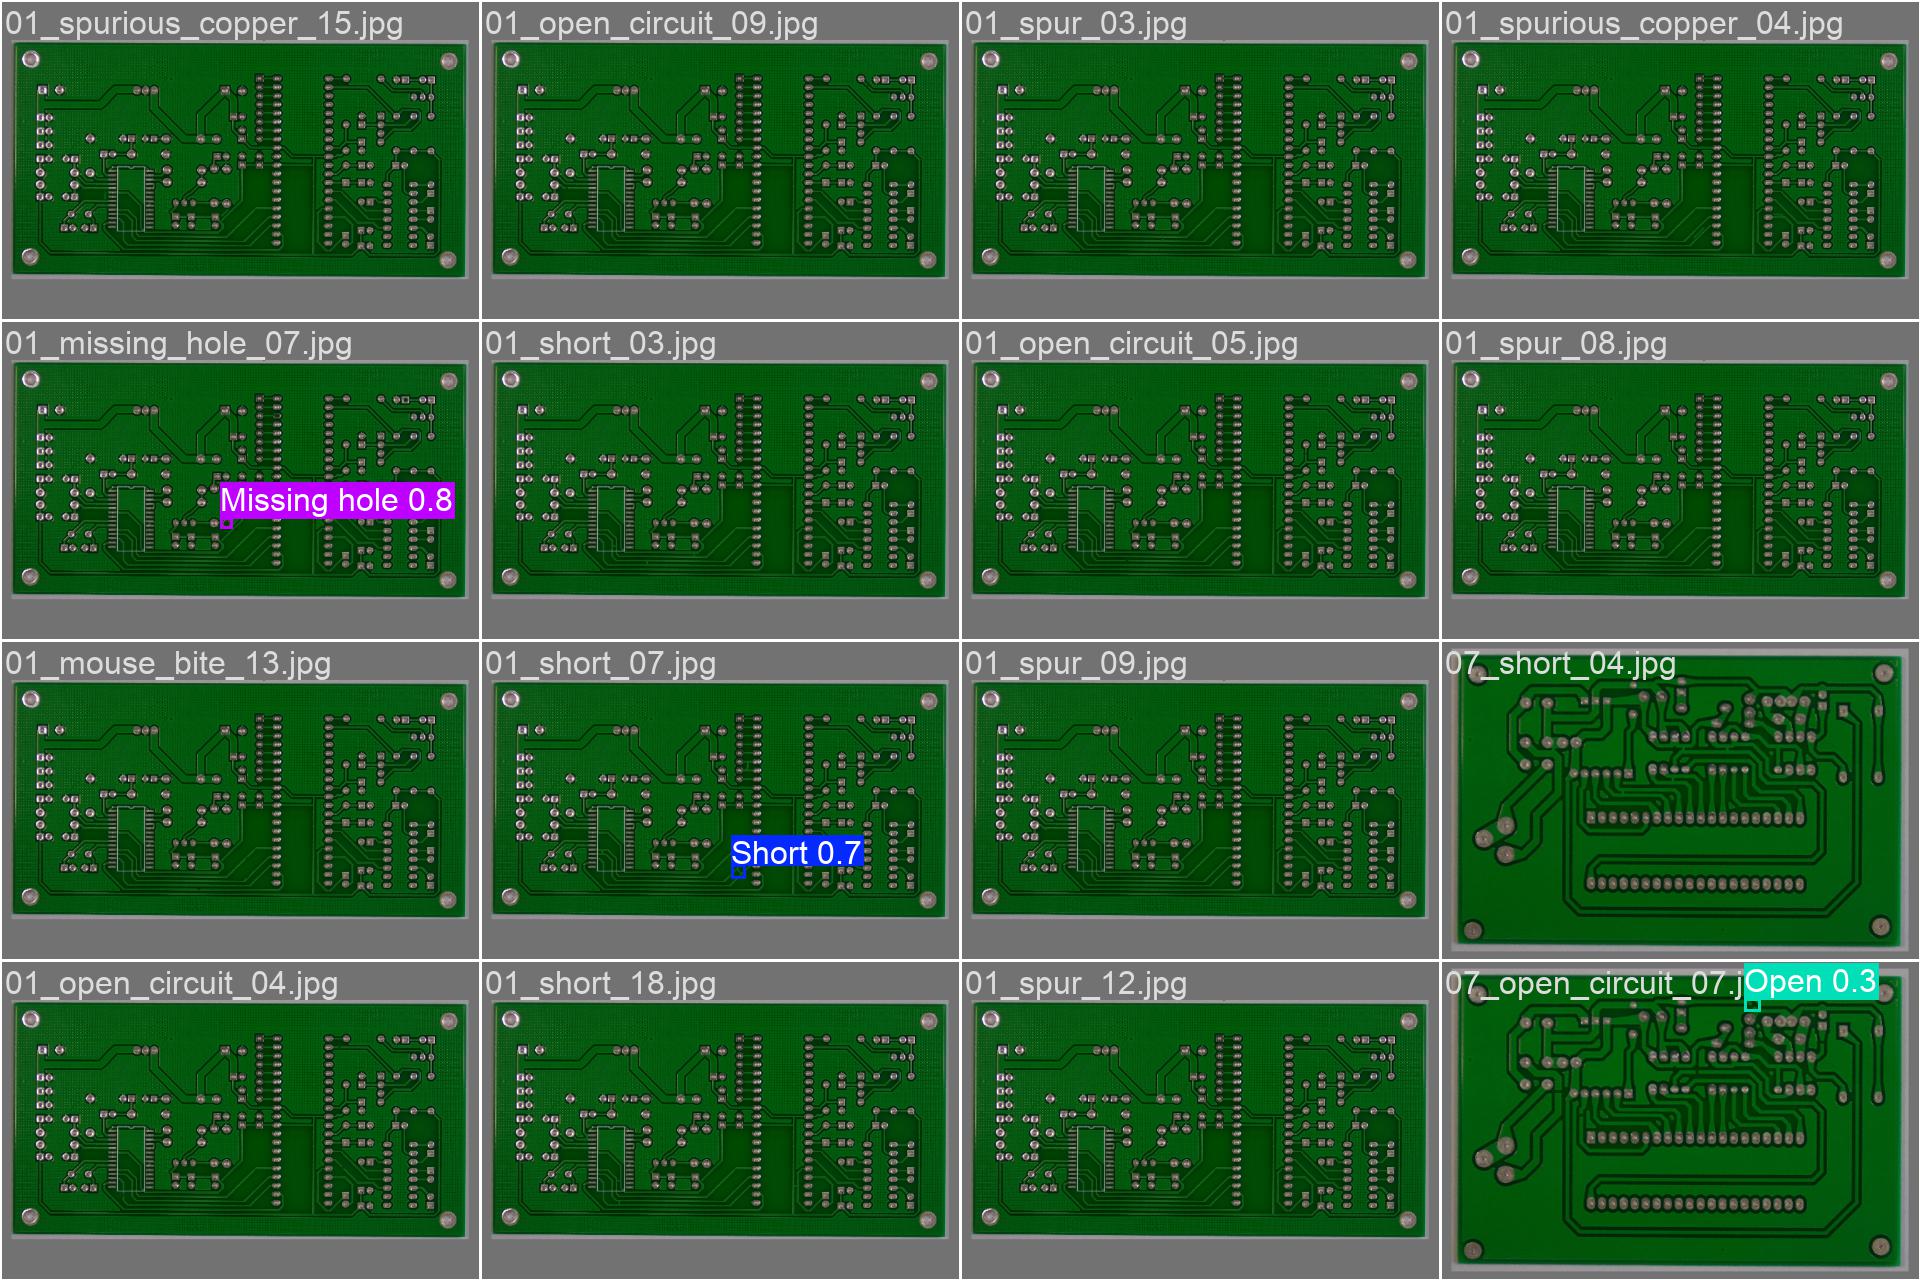 01_spurious_copper_15.jpg
01_open_circuit_09.jpg
01_spur_03.jpg
01_spurious_copper_04.jpg
01_missing_hole_07.jpg
01_short_03.jpg
01_open_circuit_05.jpg
01_spur_08.jpg
Missing hole 0.8
01_mouse_bite_13.jpg
01_short_07.jpg
01_spur_09.jpg
07_short_04.jpg
Short 0.7
01_open_circuit_04.jpg
01_short_18.jpg
01_spur_12.jpg
07_open_circuit_07.j
Open 0.3